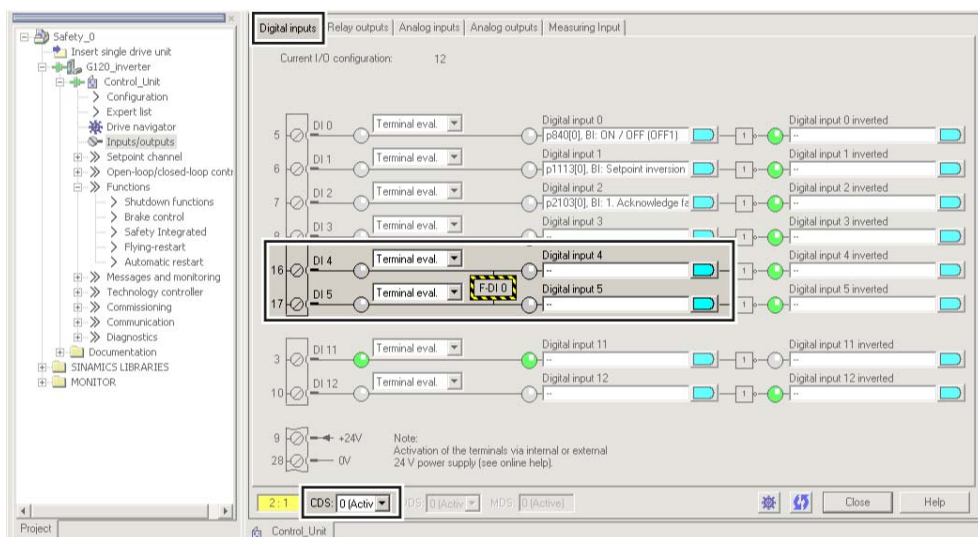 Safety_0
Insert single drive unit
G120_inverter
Control_Unit
Configuration
Expert list
Drive navigator
Inputs/outputs
Setpoint channel
Open-loop/closed-loop contr
Functions
Shutdown functions
Brake control
Safety Integrated
Flying-restart
Automatic restart
Messages and monitoring
Technology controller
Commissioning
Communication
Diagnostics
Documentation
SINAMICS LIBRARIES
MONITOR
Project
Digital inputs Relay outputs Analog inputs Analog outputs Measuring Input
Current I/O configuration: 12
Digital input 0 Digital input 0 inverted
5 DI 0 Terminal eval. p840[0], BI: ON / OFF (OFF1) 1 --
Digital input 1 Digital input 1 inverted
6 DI 1 Terminal eval. p1113[0], BI: Setpoint inversion 1 --
Digital input 2 Digital input 2 inverted
7 DI 2 Terminal eval. p2103[0], BI: 1. Acknowledge fa 1 --
Digital input 3 Digital input 3 inverted
8 DI 3 Terminal eval. 1 --
Digital input 4 Digital input 4 inverted
16 DI 4 Terminal eval. -- 1 --
F-DI 0
Digital input 5 Digital input 5 inverted
17 DI 5 Terminal eval. -- 1 --
Digital input 11 Digital input 11 inverted
3 DI 11 Terminal eval. -- 1 --
Digital input 12 Digital input 12 inverted
10 DI 12 Terminal eval. -- 1 --
9 +24V Note:
Activation of the terminals via internal or external
28 0V 24 V power supply (see online help).
2 : 1 CDS: 0 (Activ DS: 0 (Activ MDS: 0 (Active) Close Help
Control_Unit